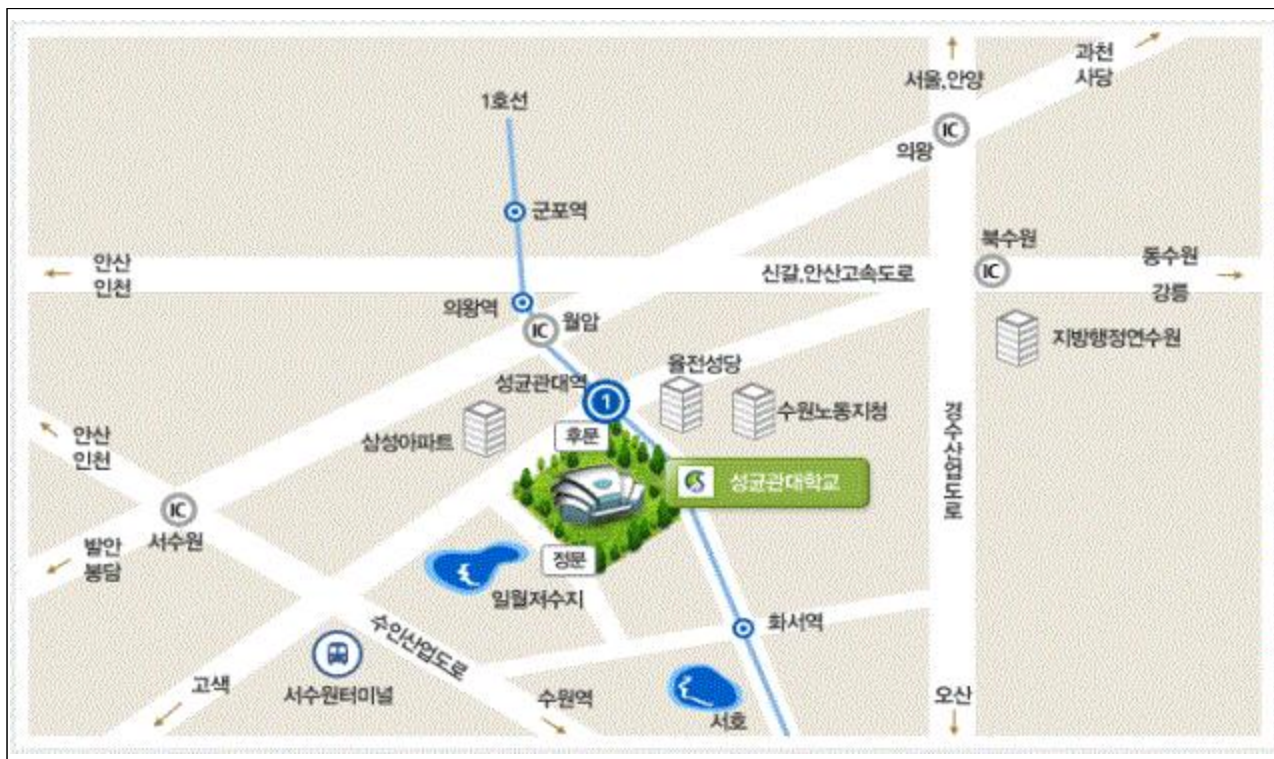 과천
사당
서울,안양
1호선
IC
의왕
군포역
북수원
IC
동수원
강릉
안산
인천
신갈,안산고속도로
의왕역
IC
월암
지방행정연수원
율전성당
성균관대역
1
수원노동지청
삼성아파트
후문
경수산업도로
안산
인천
성균관대학교
IC
서수원
발안
봉담
정문
일월저수지
수인산업도로
화서역
고색
서수원터미널
수원역
서호
오산